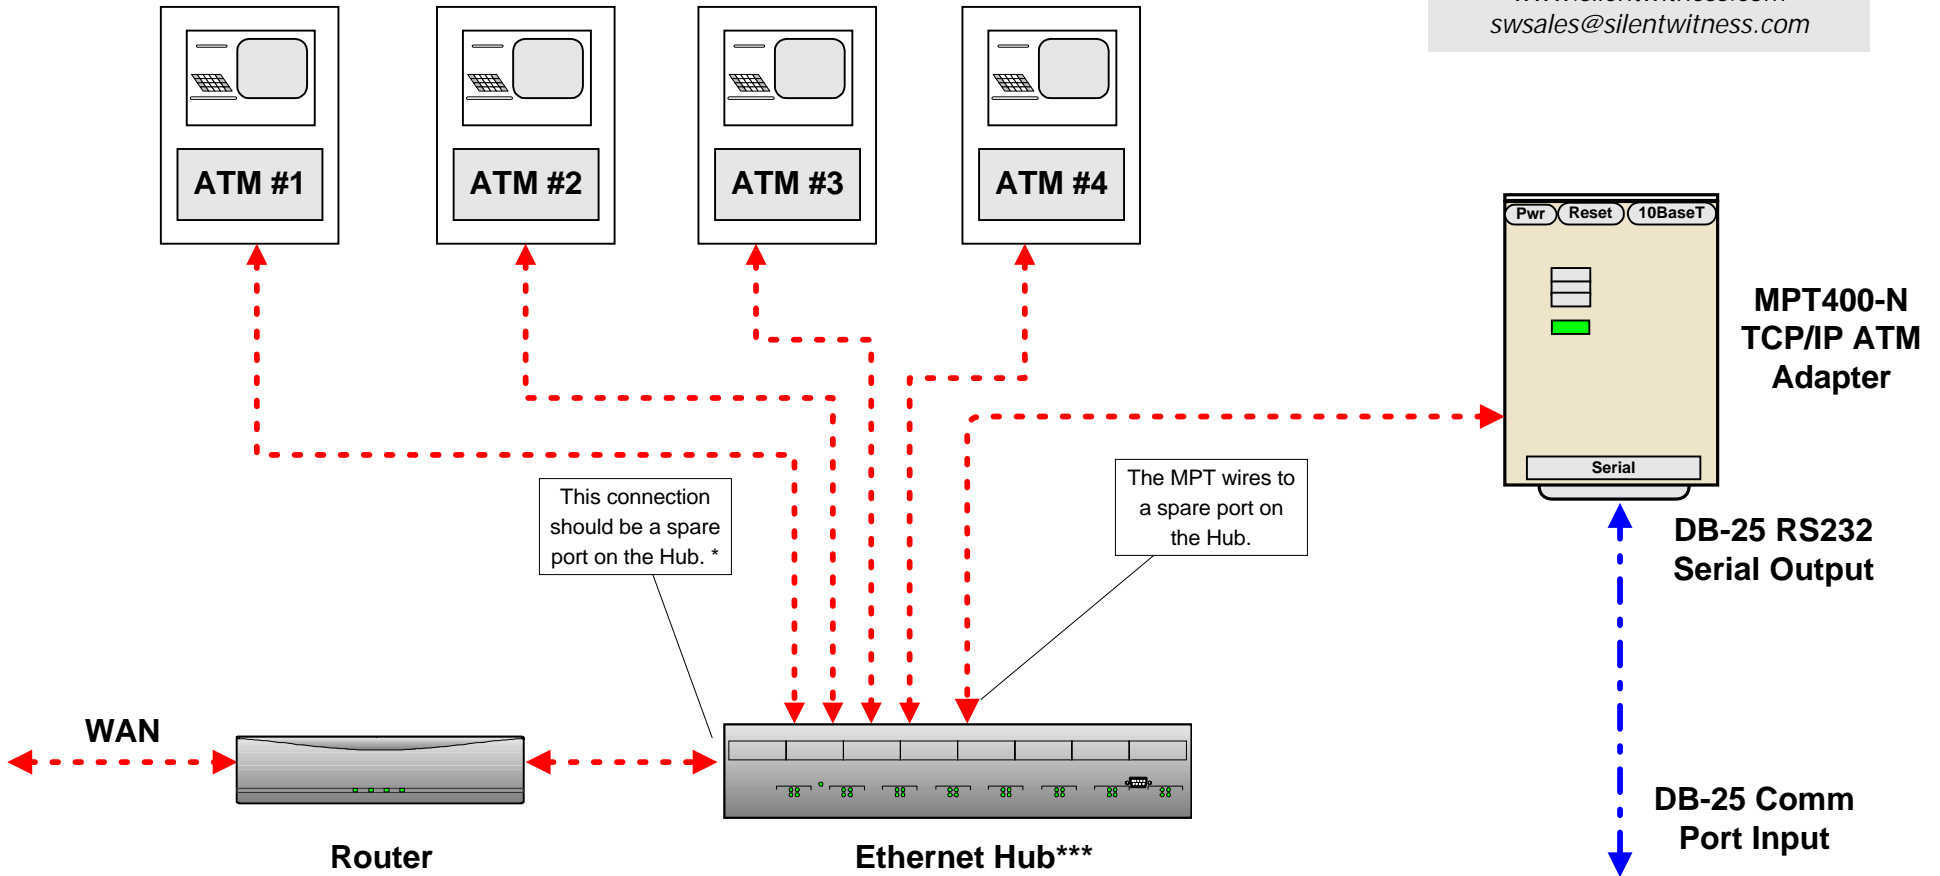 swsales@silentwitness.com
ATM #1
ATM #2
ATM #3
ATM #4
Pwr
Reset
10BaseT
MPT400-N
TCP/IP ATM
Adapter
Serial
This connection
should be a spare
port on the Hub. *
The MPT wires to
a spare port on
the Hub.
DB-25 RS232
Serial Output
WAN
DB-25 Comm
Port Input
Router
Ethernet Hub***